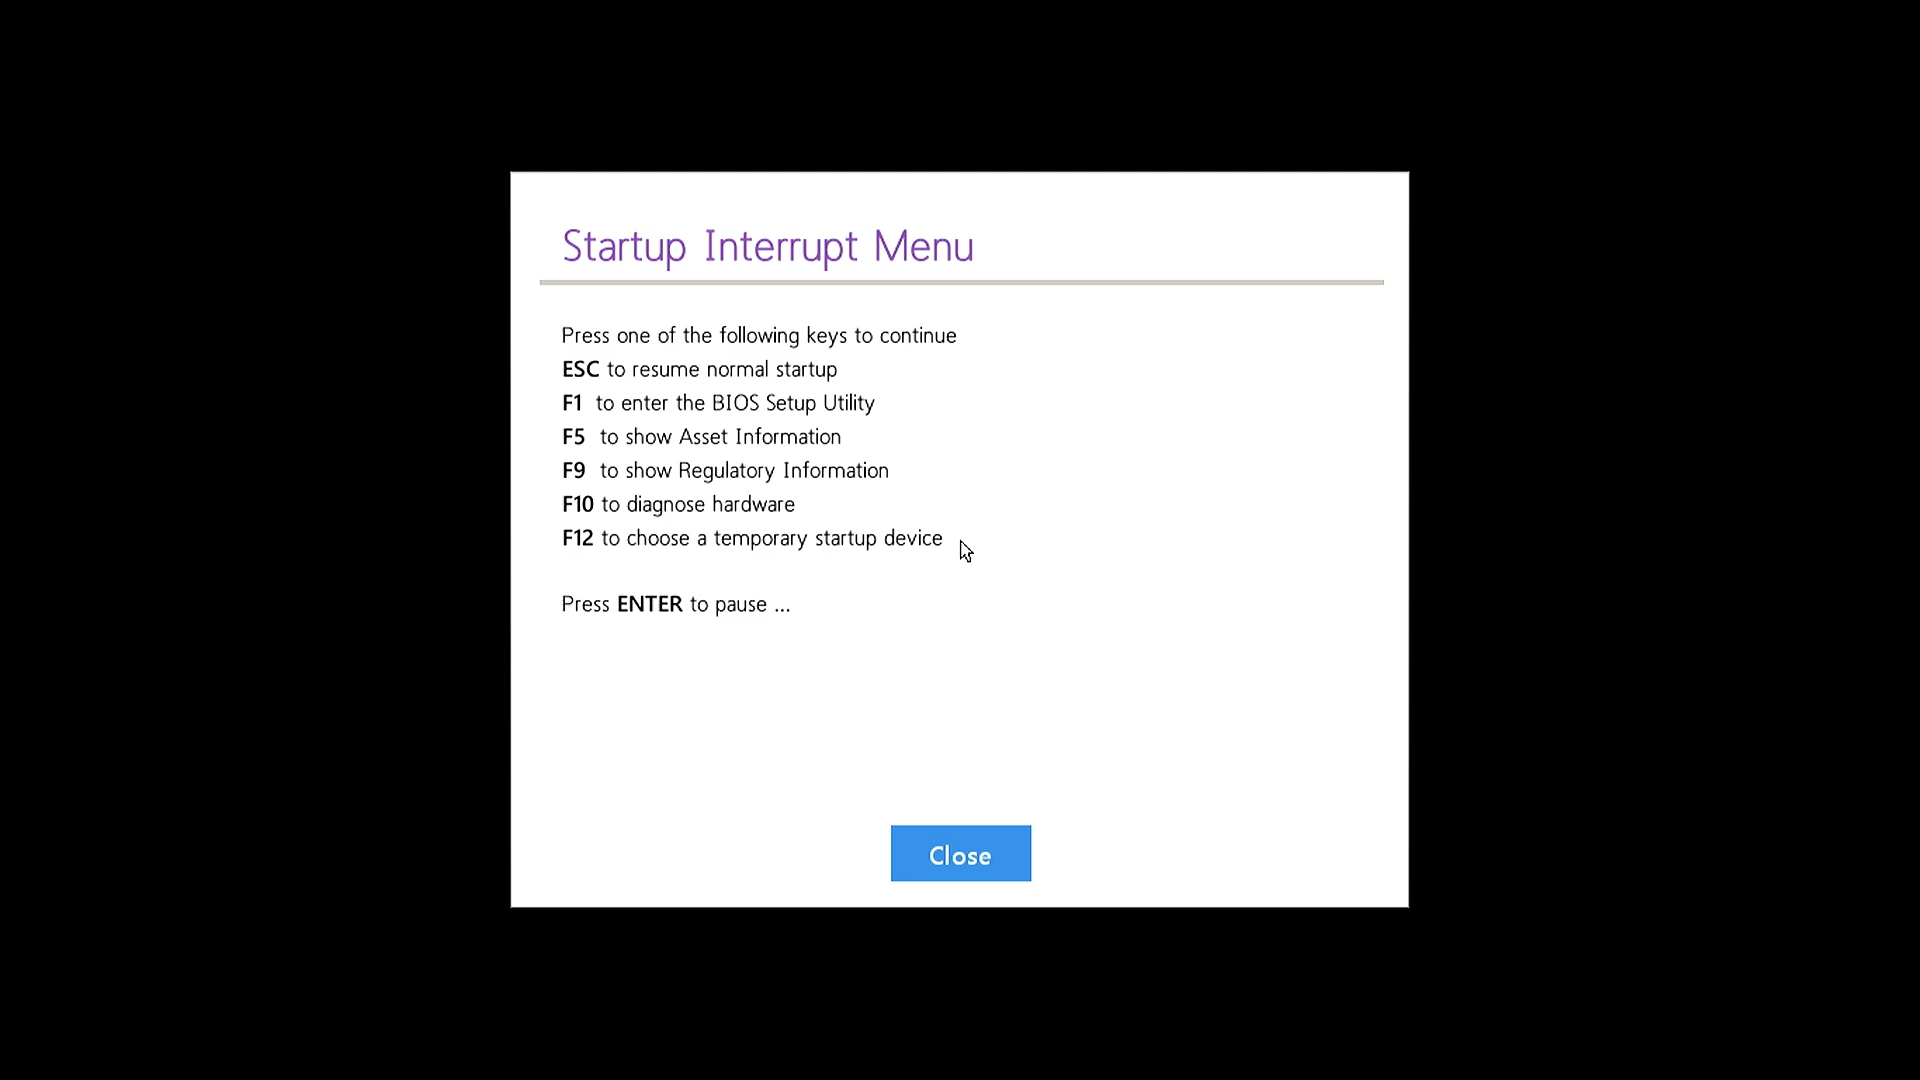 Startup Interrupt Menu
Press one of the following keys to continue
ESC to resume normal startup
F1 to enter the BIOS Setup Utility
F5 to show Asset Information
F9 to show Regulatory Information
F10 to diagnose hardware
F12 to choose a temporary startup device
Press ENTER to pause ...
Close